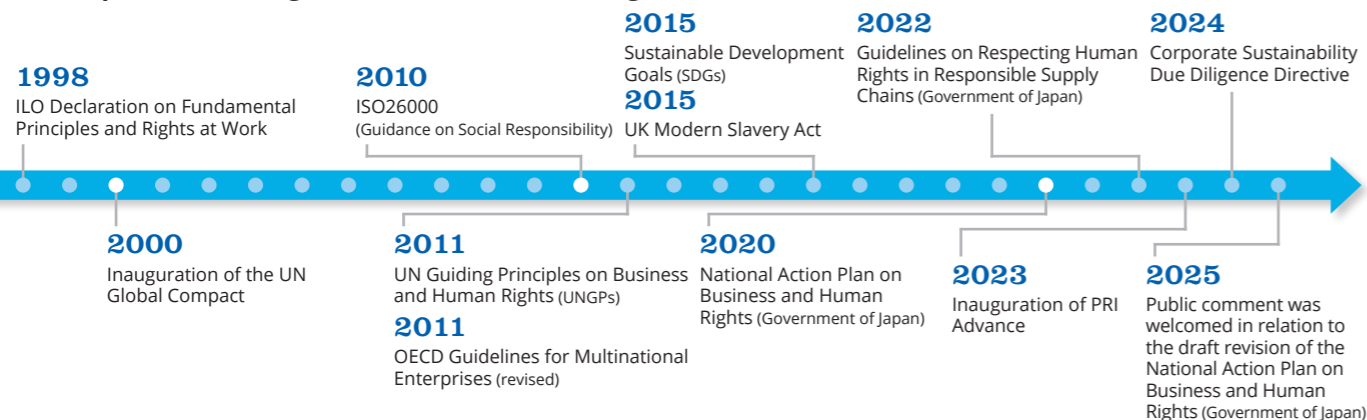 1998
ILO Declaration on Fundamental
Principles and Rights at Work
2000
Inauguration of the UN
Global Compact
2010
ISO26000
(Guidance on Social Responsibility)
2011
UN Guiding Principles on Business
and Human Rights (UNGPs)
2011
OECD Guidelines for Multinational
Enterprises (revised)
2015
Sustainable Development
Goals (SDGs)
2015
UK Modern Slavery Act
2020
National Action Plan on
Business and Human
Rights (Government of Japan)
2022
Guidelines on Respecting Human
Rights in Responsible Supply
Chains (Government of Japan)
2023
Inauguration of PRI
Advance
2024
Corporate Sustainability
Due Diligence Directive
2025
Public comment was
welcomed in relation to
the draft revision of the
National Action Plan on
Business and Human
Rights (Government of Japan)